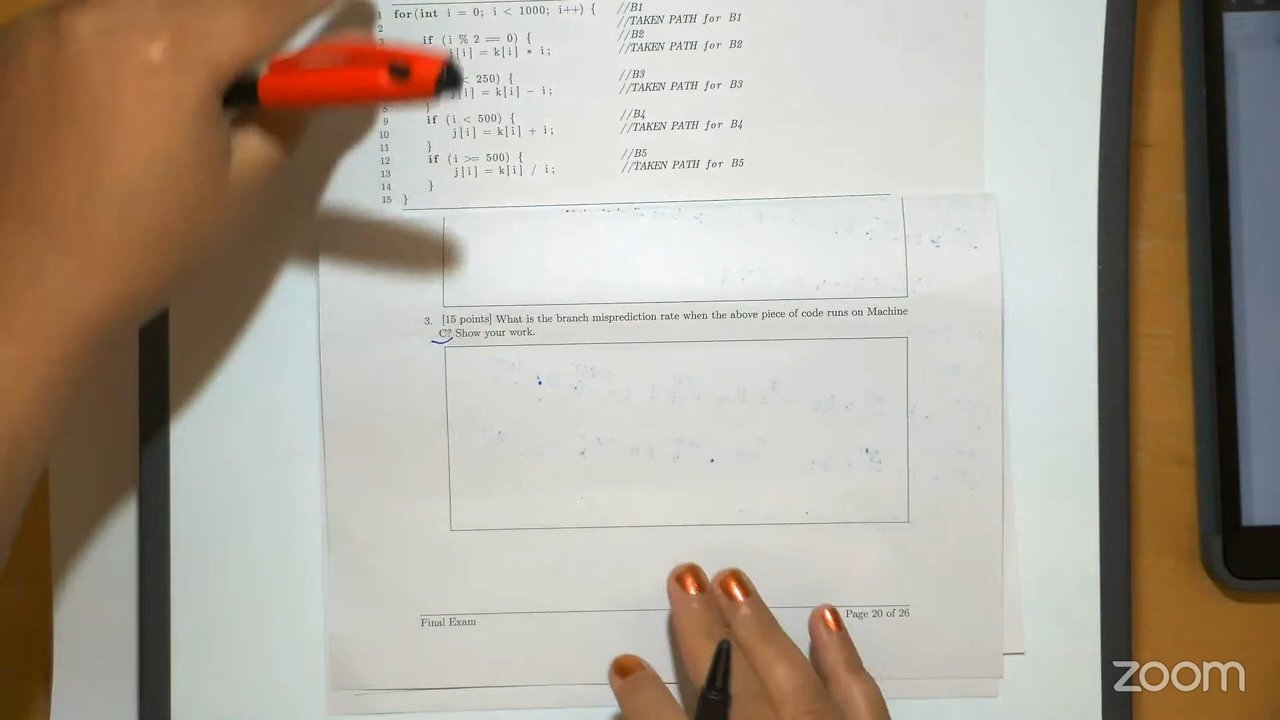 1 for(int i = 0; i < 1000; i++) { //B1
2 //TAKEN PATH for B1
if (i % 2 == 0) { //B2
j[i] = k[i] * i; //TAKEN PATH for B2
< 250) { //B3
j[i] = k[i] - i; //TAKEN PATH for B3
8 }
9 if (i < 500) { //B4
10 j[i] = k[i] + i; //TAKEN PATH for B4
11 }
12 if (i >= 500) { //B5
13 j[i] = k[i] / i; //TAKEN PATH for B5
14 }
15 }
3. [15 points] What is the branch misprediction rate when the above piece of code runs on Machine
C? Show your work.
Final Exam Page 20 of 26
zoom